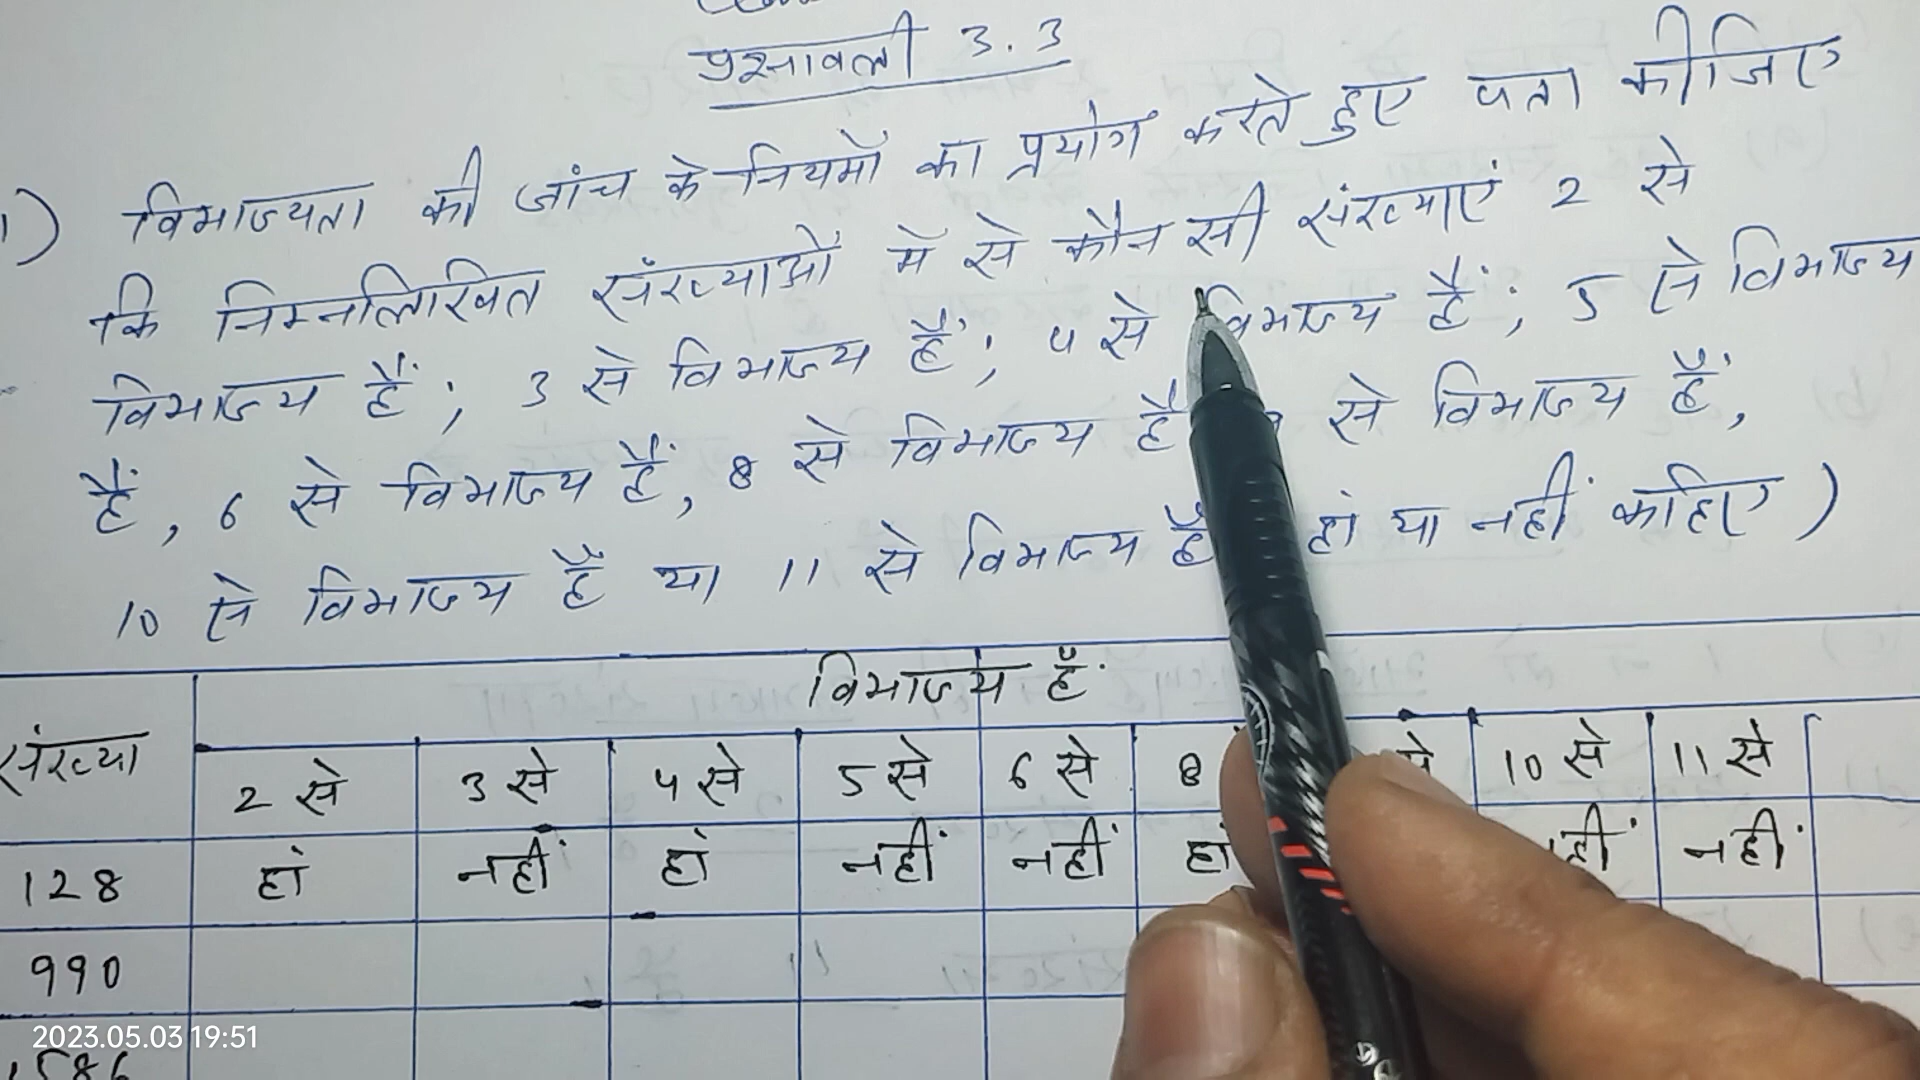 प्रश्नावली 3.3
1) विभाज्यता की जांच के नियमों का प्रयोग करते हुए पता कीजिए
कि निम्नलिखित संख्याओं में से कौन सी संख्याएं 2 से
विभाज्य हैं; 3 से विभाज्य हैं; 4 से विभाज्य हैं; 5 से विभाज्य
हैं, 6 से विभाज्य हैं, 8 से विभाज्य हैं से विभाज्य हैं,
10 से विभाज्य हैं या 11 से विभाज्य हैं हां या नहीं कहिए )
विभाज्य हैं
संख्या 2 से 3 से 4 से 5 से 6 से 8 से 10 से 11 से
128 हां नहीं हां नहीं नहीं हां नहीं नहीं
990
1586
2023.05.03 19:51